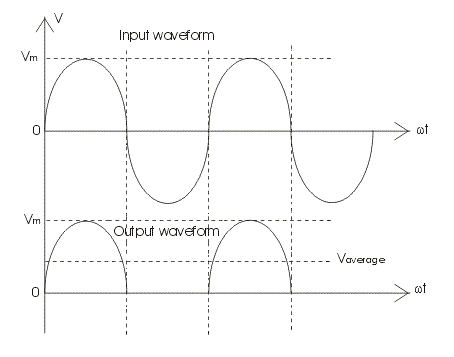 V
Input waveform
Vm
0
ωt
Vm
Output waveform
Vaverage
0
ωt